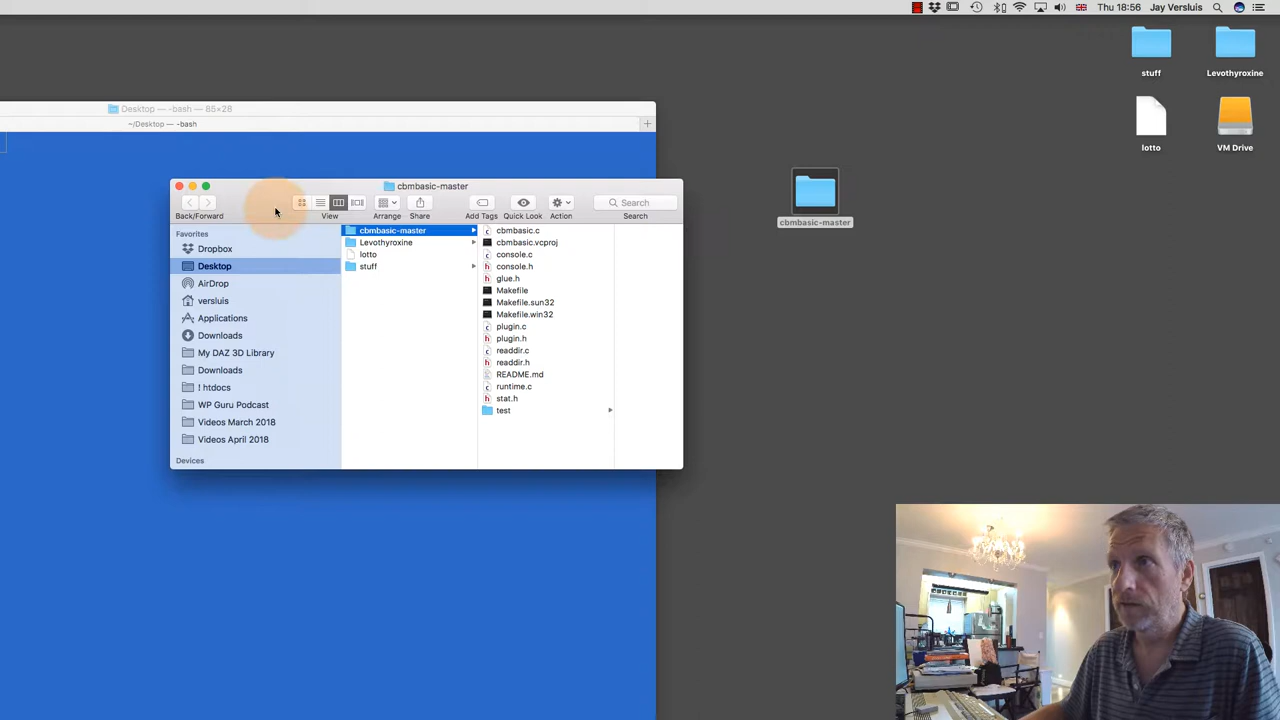 Thu 18:56 Jay Versluis
stuff
Levothyroxine
lotto
VM Drive
cbmbasic-master
Desktop — -bash — 85×28
~/Desktop — -bash
+
cbmbasic-master
Back/Forward
View
Arrange
Share
Add Tags
Quick Look
Action
Search
Search
Favorites
Dropbox
Desktop
AirDrop
versluis
Applications
Downloads
My DAZ 3D Library
Downloads
! htdocs
WP Guru Podcast
Videos March 2018
Videos April 2018
Devices
cbmbasic-master
Levothyroxine
lotto
stuff
cbmbasic.c
cbmbasic.vcproj
console.c
console.h
glue.h
Makefile
Makefile.sun32
Makefile.win32
plugin.c
plugin.h
readdir.c
readdir.h
README.md
runtime.c
stat.h
test